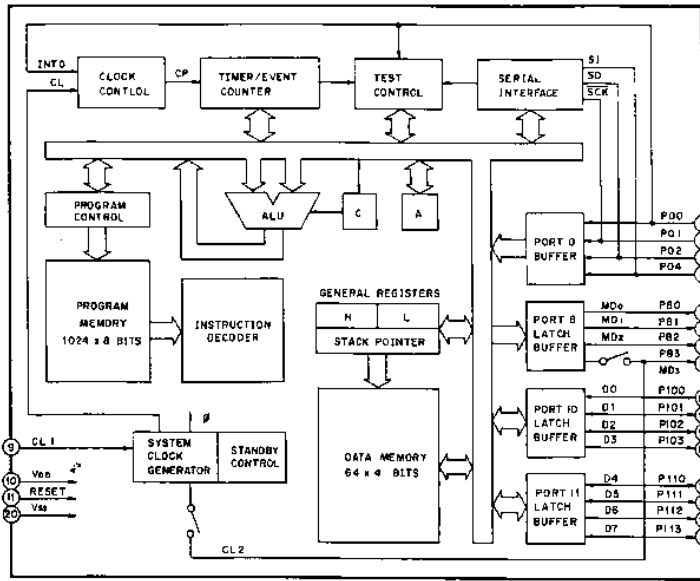 INT0
CL
CLOCK
CONTLOL
CP
TIMER/EVENT
COUNTER
TEST
CONTROL
SERIAL
INTERFACE
SI
SO
SCK
PROGRAM
CONTROL
ALU
C
A
P00
P01
P02
P04
PORT 0
BUFFER
PROGRAM
MEMORY
1024 x 8 BITS
INSTRUCTION
DECODER
GENERAL REGISTERS
H
L
STACK POINTER
PORT 8
LATCH
BUFFER
MD0
MD1
MD2
MD3
P80
P81
P82
P83
DATA MEMORY
64 x 4 BITS
PORT 10
LATCH
BUFFER
D0
D1
D2
D3
P100
P101
P102
P103
9
CL1
ø
SYSTEM
CLOCK
GENERATOR
STANDBY
CONTROL
10
VDD
11
RESET
20
VSS
CL2
PORT 11
LATCH
BUFFER
D4
D5
D6
D7
P110
P111
P112
P113